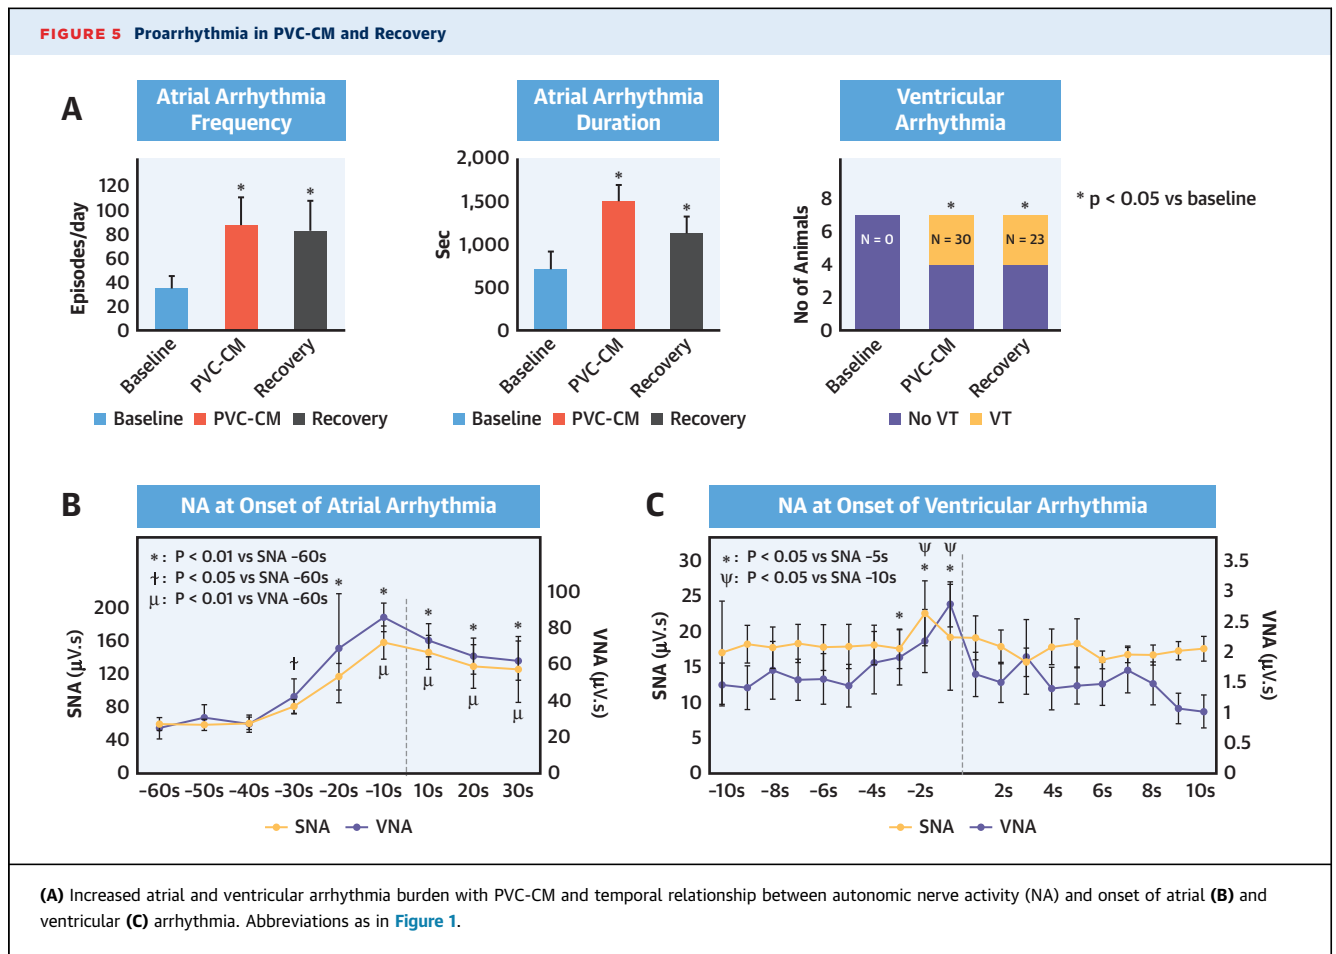 FIGURE 5 Proarrhythmia in PVC-CM and Recovery
A
Atrial Arrhythmia
Frequency
Episodes/day
120
100
80
60
40
20
0
*
*
Baseline
PVC-CM
Recovery
Baseline PVC-CM Recovery
Atrial Arrhythmia
Duration
Sec
2,000
1,500
1,000
500
0
*
*
Baseline
PVC-CM
Recovery
Baseline PVC-CM Recovery
Ventricular
Arrhythmia
No of Animals
8
6
4
2
0
*
*
N = 0
N = 30
N = 23
Baseline
PVC-CM
Recovery
No VT VT
* p < 0.05 vs baseline
B
NA at Onset of Atrial Arrhythmia
* : P < 0.01 vs SNA -60s
⍭ : P < 0.05 vs SNA -60s
μ : P < 0.01 vs VNA -60s
SNA (μV.s)
200
160
120
80
40
0
VNA (μV.s)
100
80
60
40
20
0
⍭
*
*
*
*
*
μ
μ
μ
μ
-60s -50s -40s -30s -20s -10s 10s 20s 30s
SNA VNA
C
NA at Onset of Ventricular Arrhythmia
* : P < 0.05 vs SNA -5s
ψ: P < 0.05 vs SNA -10s
SNA (μV.s)
30
25
20
15
10
5
0
VNA (μV.s)
3.5
3
2.5
2
1.5
1
0.5
0
ψ ψ
* *
*
-10s -8s -6s -4s -2s 2s 4s 6s 8s 10s
SNA VNA
(A) Increased atrial and ventricular arrhythmia burden with PVC-CM and temporal relationship between autonomic nerve activity (NA) and onset of atrial (B) and
ventricular (C) arrhythmia. Abbreviations as in Figure 1.